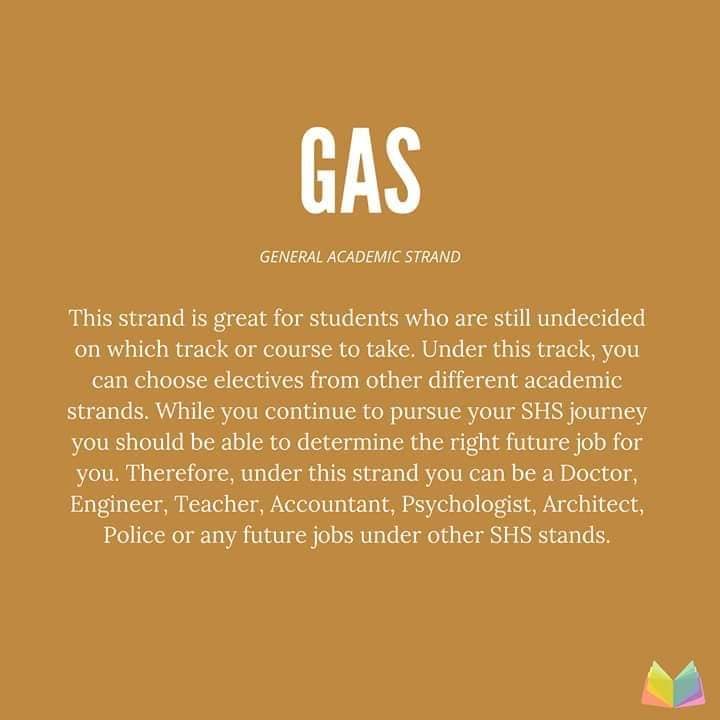 GAS
GENERAL ACADEMIC STRAND
This strand is great for students who are still undecided
on which track or course to take. Under this track, you
can choose electives from other different academic
strands. While you continue to pursue your SHS journey
you should be able to determine the right future job for
you. Therefore, under this strand you can be a Doctor,
Engineer, Teacher, Accountant, Psychologist, Architect,
Police or any future jobs under other SHS stands.